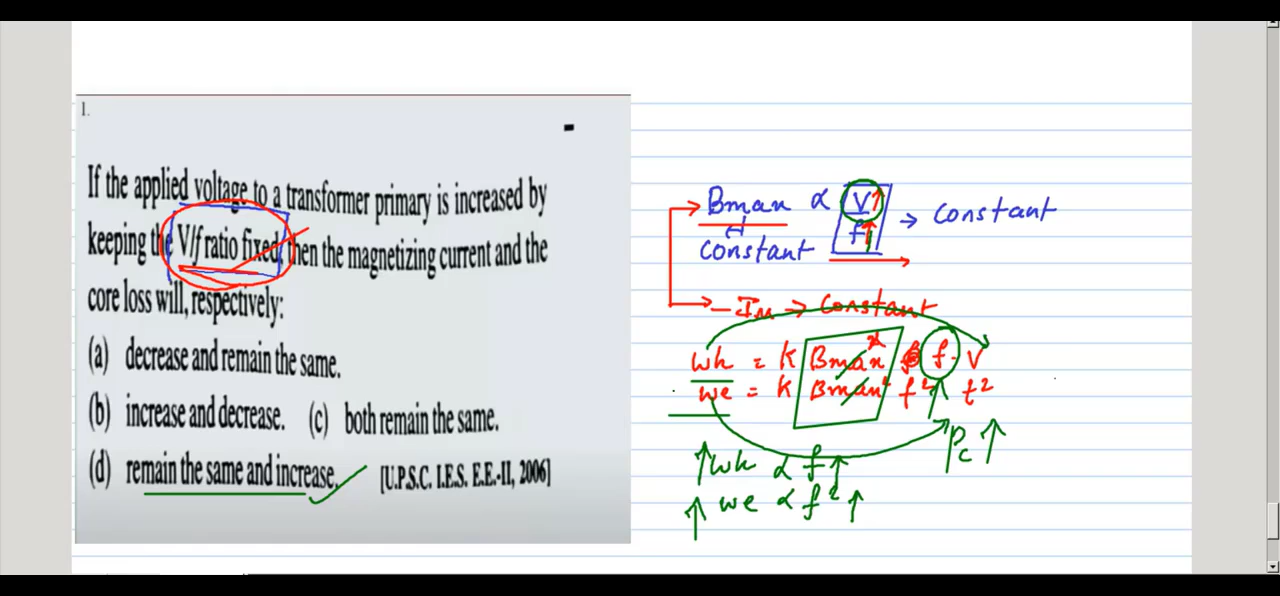 1.
If the applied voltage to a transformer primary is increased by
keeping the V/f ratio fixed, then the magnetizing current and the
core loss will, respectively:
(a) decrease and remain the same.
(b) increase and decrease. (c) both remain the same.
(d) remain the same and increase. [U.P.S.C. I.E.S. E.E.-II, 2006]
Bmax ∝ V↑/f↑ → constant
constant
Im → constant
Wh = k Bmax^x f. V
We = k Bmax² f² t²
↑Wh ∝ f↑ Pc ↑
↑ We ∝ f² ↑